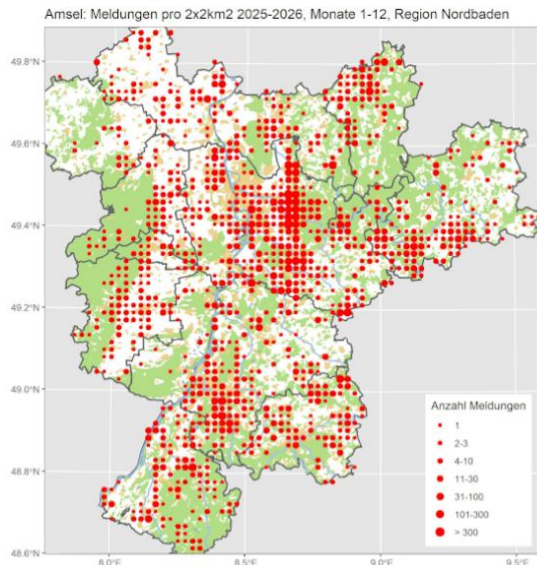 Amsel: Meldungen pro 2x2km2 2025-2026, Monate 1-12, Region Nordbaden
49.8°N
49.6°N
49.4°N
49.2°N
49.0°N
48.8°N
48.6°N
8.0°E
8.5°E
9.0°E
9.5°E
Anzahl Meldungen
1
2-3
4-10
11-30
31-100
101-300
> 300